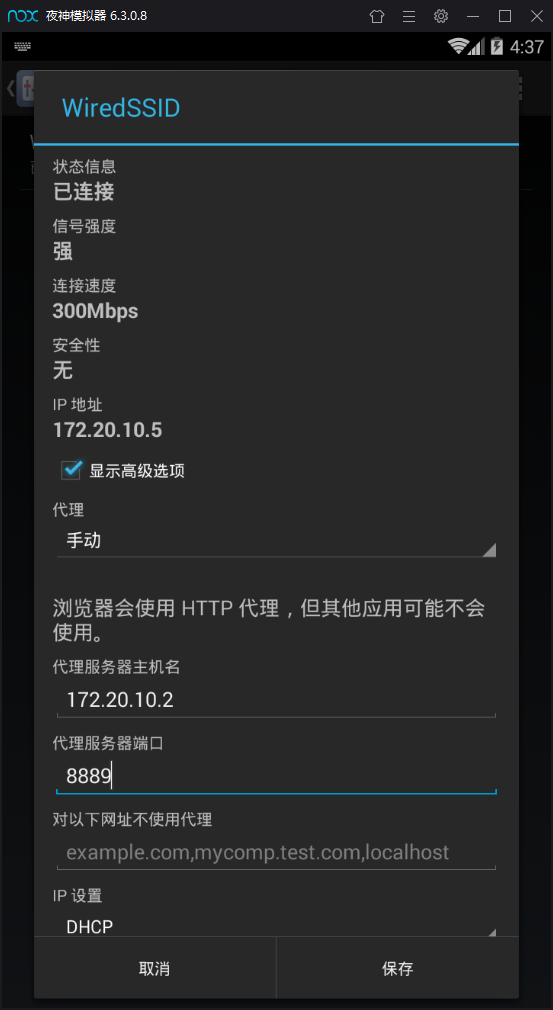 nox 夜神模拟器 6.3.0.8
4:37
WiredSSID
状态信息
已连接
信号强度
强
连接速度
300Mbps
安全性
无
IP 地址
172.20.10.5
显示高级选项
代理
手动
浏览器会使用 HTTP 代理，但其他应用可能不会
使用。
代理服务器主机名
172.20.10.2
代理服务器端口
8889
对以下网址不使用代理
example.com,mycomp.test.com,localhost
IP 设置
DHCP
取消
保存